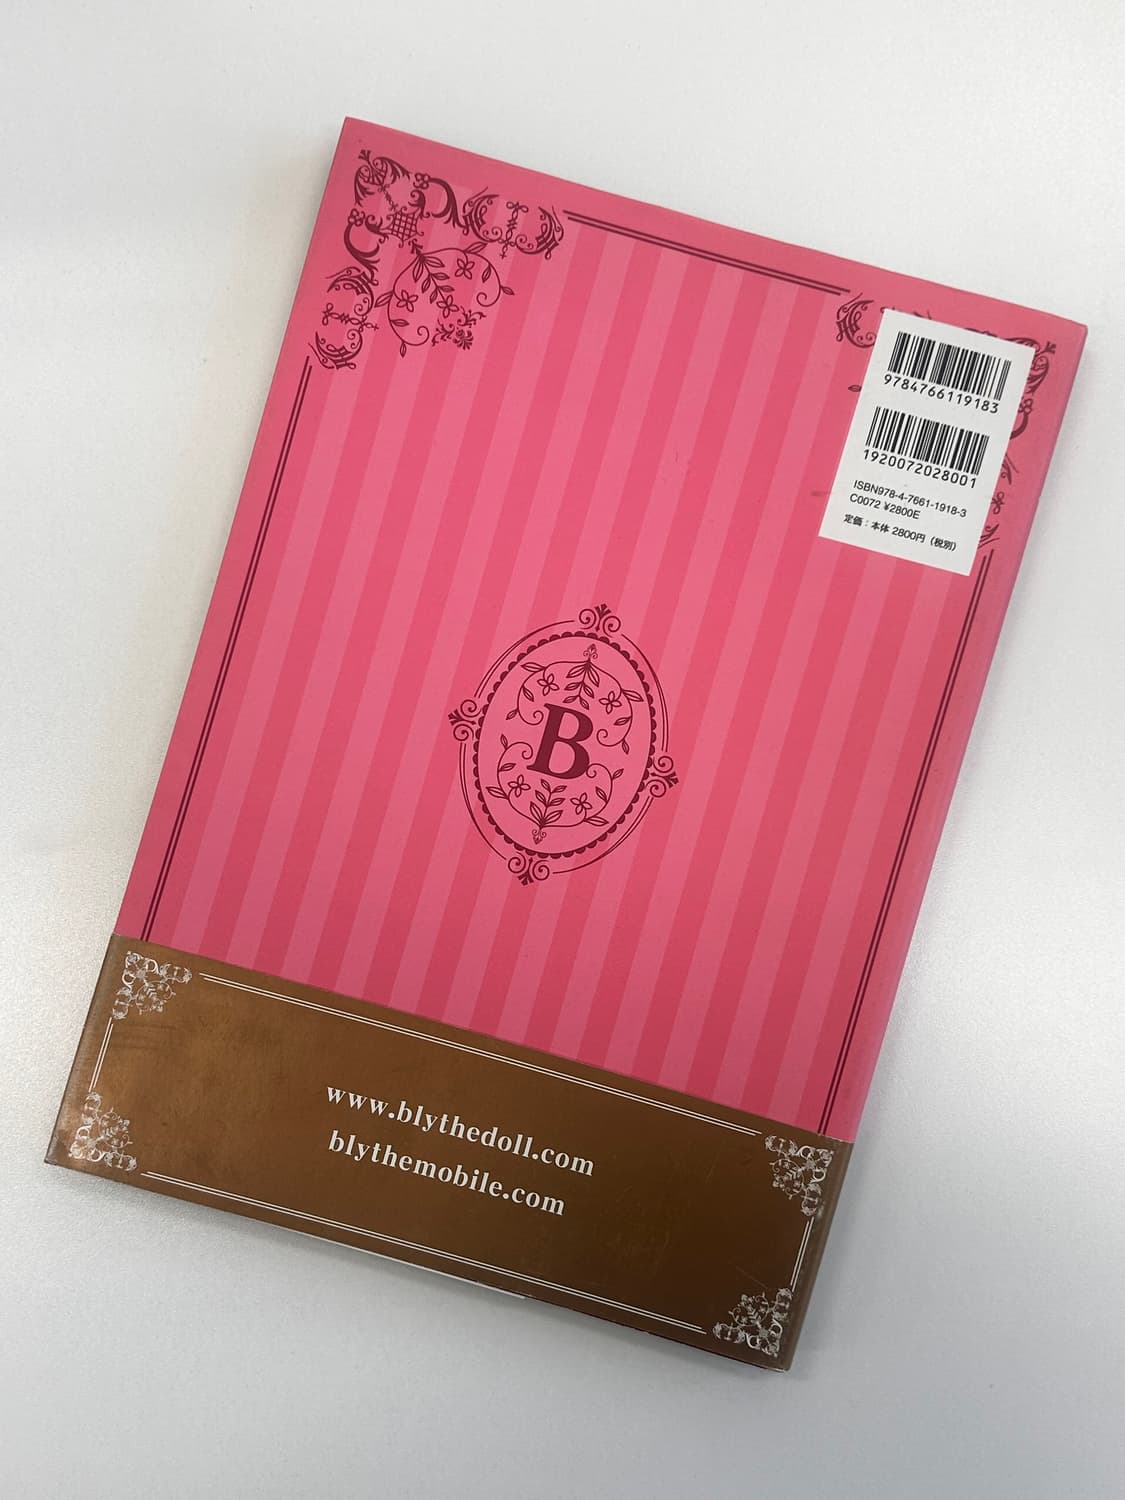 9784766119183
1920072028001
ISBN978-4-7661-1918-3
C0072 ¥2800E
定価：本体 2800円（税別）
B
www.blythedoll.com
blythemobile.com